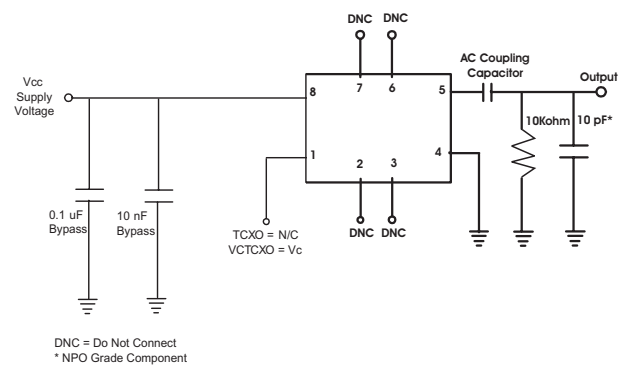 DNC DNC
AC Coupling
Capacitor
Output
Vcc
Supply
Voltage
8
7
6
5
10Kohm
10 pF*
1
2
3
4
0.1 uF
Bypass
10 nF
Bypass
TCXO = N/C
VCTCXO = Vc
DNC DNC
DNC = Do Not Connect
* NPO Grade Component